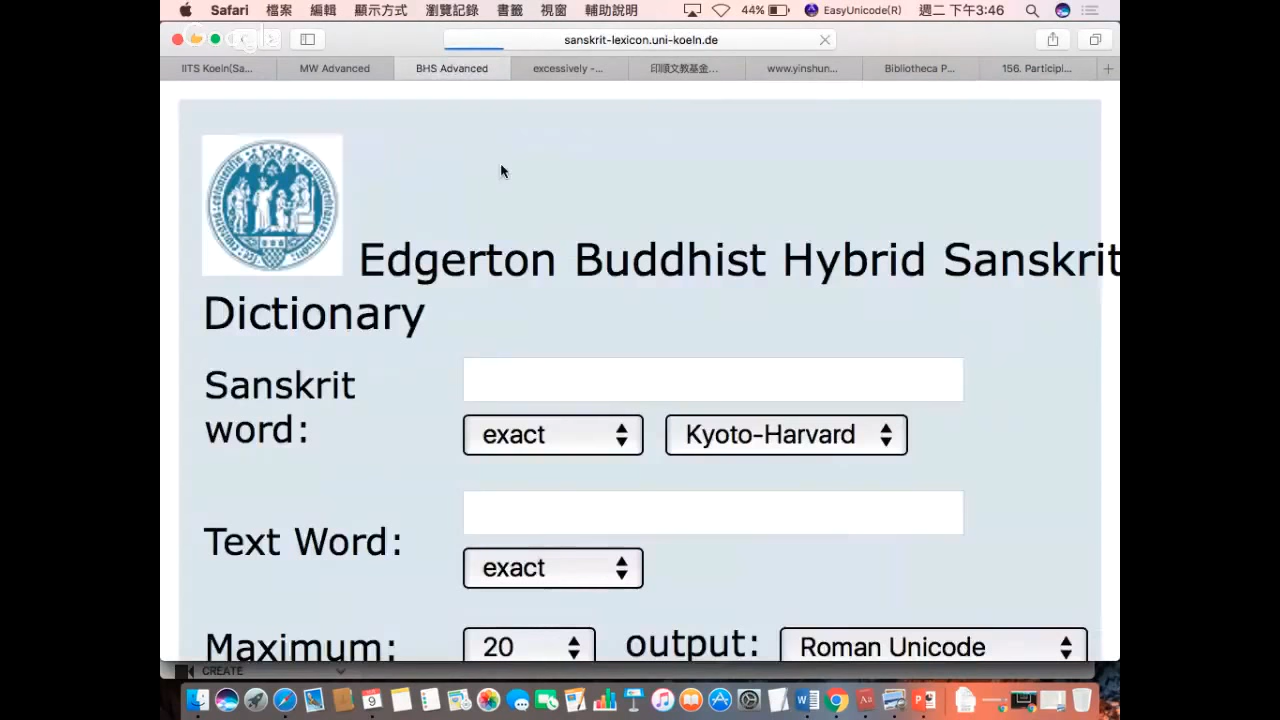 Safari 檔案 編輯 顯示方式 瀏覽記錄 書籤 視窗 輔助說明 44% EasyUnicode(R) 週二 下午3:46
sanskrit-lexicon.uni-koeln.de
IITS Koeln(Sa... MW Advanced BHS Advanced excessively -... 印順文教基金... www.yinshun... Bibliotheca P... 156. Participl...
Edgerton Buddhist Hybrid Sanskrit
Dictionary
Sanskrit
word:
exact Kyoto-Harvard
Text Word:
exact
Maximum: 20 output: Roman Unicode
CREATE
9